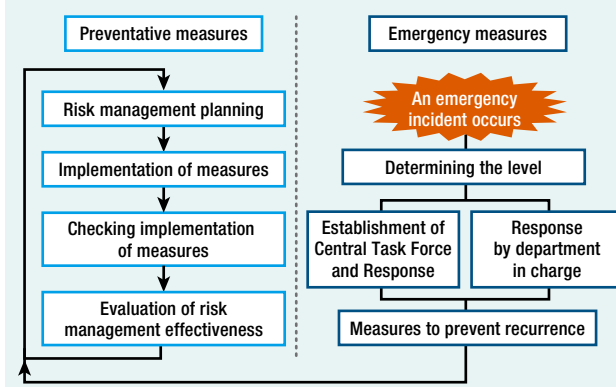 Preventative measures
Risk management planning
Implementation of measures
Checking implementation
of measures
Evaluation of risk
management effectiveness
Emergency measures
An emergency
incident occurs
Determining the level
Establishment of
Central Task Force
and Response
Response
by department
in charge
Measures to prevent recurrence